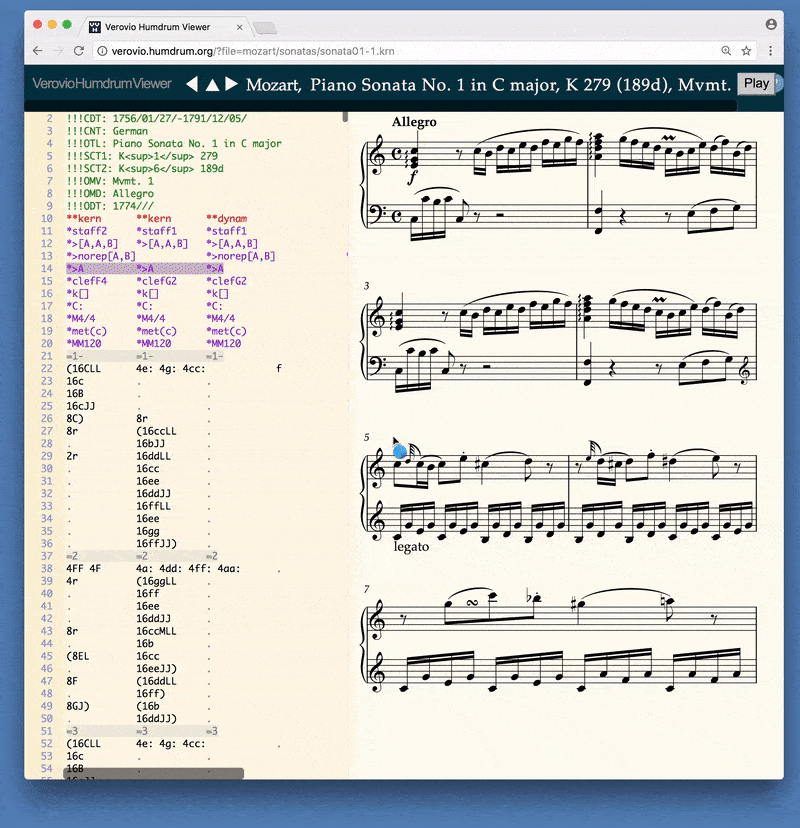 Verovio Humdrum Viewer
verovio.humdrum.org/?file=mozart/sonatas/sonata01-1.krn
VerovioHumdrumViewer Mozart, Piano Sonata No. 1 in C major, K 279 (189d), Mvmt. Play
2 !!!CDT: 1756/01/27/-1791/12/05/
3 !!!CNT: German
4 !!!OTL: Piano Sonata No. 1 in C major
5 !!!SCT1: K<sup>1</sup> 279
6 !!!SCT2: K<sup>6</sup> 189d
7 !!!OMV: Mvmt. 1
8 !!!OMD: Allegro
9 !!!ODT: 1774///
10 **kern **kern **dynam
11 *staff2 *staff1 *staff1
12 *>[A,A,B] *>[A,A,B] *>[A,A,B]
13 *>norep[A,B] *>norep[A,B]
14 *>A *>A *>A
15 *clefF4 *clefG2 *clefG2
16 *k[] *k[] *k[]
17 *C: *C: *C:
18 *M4/4 *M4/4 *M4/4
19 *met(c) *met(c) *met(c)
20 *MM120 *MM120 *MM120
21 =1- =1- =1-
22 (16CLL 4e: 4g: 4cc: f
23 16c . .
24 16B . .
25 16cJJ . .
26 8C) 8r .
27 8r (16ccLL .
28 . 16bJJ .
29 2r 16ddLL .
30 . 16cc .
31 . 16ee .
32 . 16ddJJ .
33 . 16ffLL .
34 . 16ee .
35 . 16gg .
36 . 16ffJJ) .
37 =2 =2 =2
38 4FF 4F 4a: 4dd: 4ff: 4aa: .
39 4r (16ggLL .
40 . 16ff .
41 . 16ee .
42 . 16ddJJ .
43 8r 16ccMLL .
44 . 16b .
45 (8EL 16cc .
46 . 16eeJJ) .
47 8F (16ddLL .
48 . 16ff) .
49 8GJ) (16b .
50 . 16ddJJ) .
51 =3 =3 =3
52 (16CLL 4e: 4g: 4cc: .
53 16c . .
54 16B . .
55
Allegro
f
3
5
legato
7